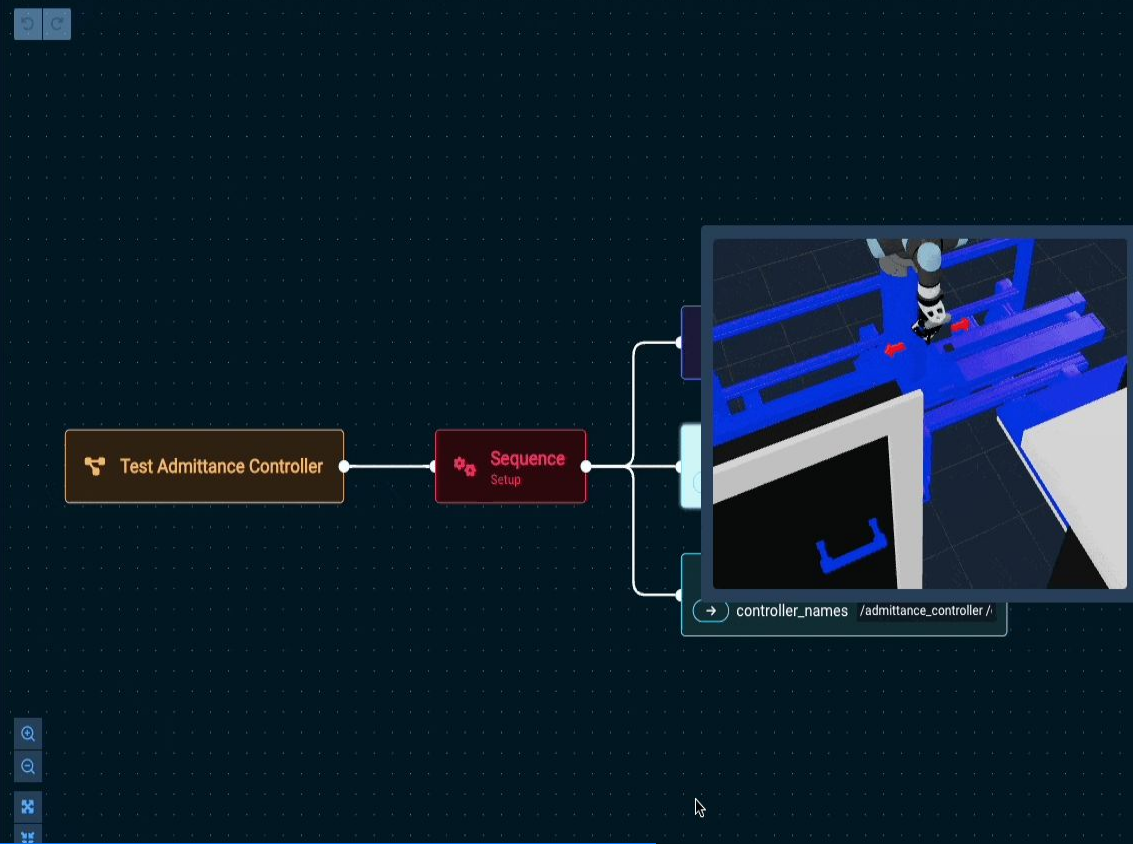 Test Admittance Controller
Sequence
Setup
controller_names /admittance_controller /